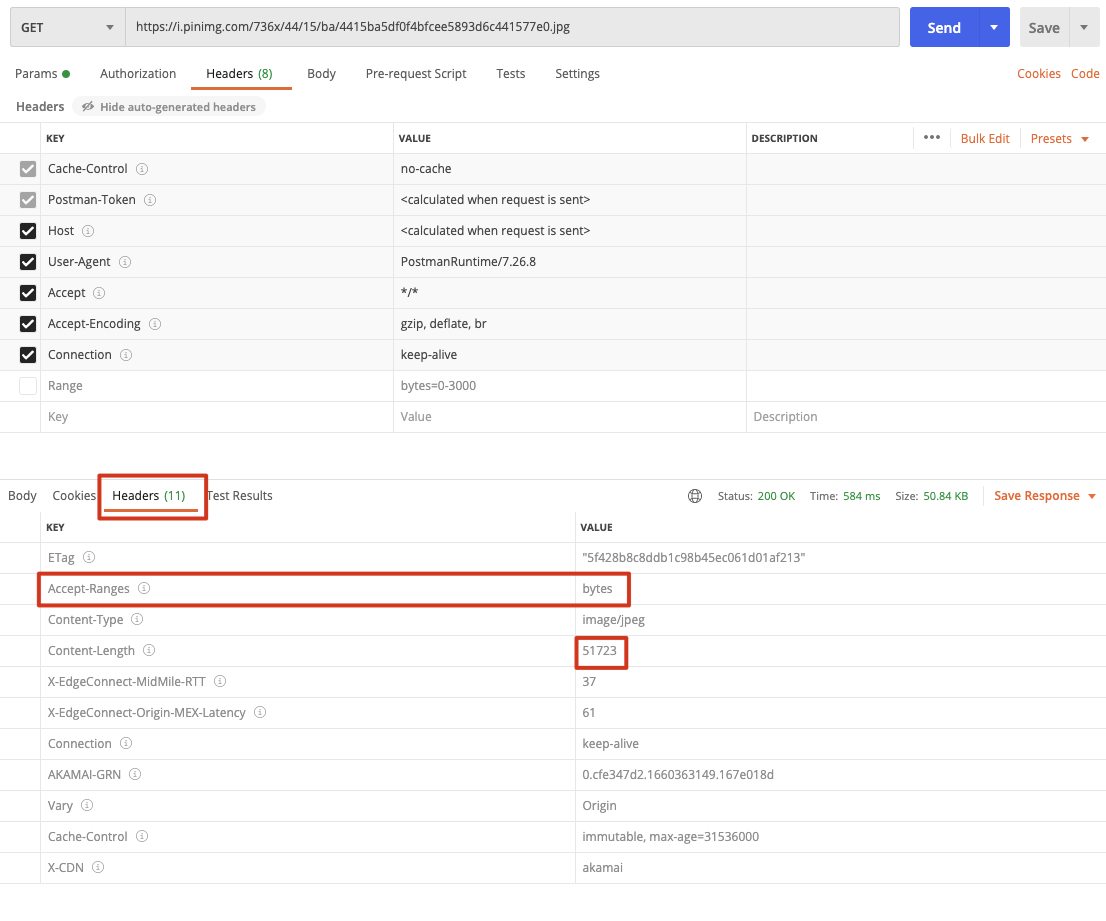 GET https://i.pinimg.com/736x/44/15/ba/4415ba5df0f4bfcee5893d6c441577e0.jpg Send Save
Params Authorization Headers (8) Body Pre-request Script Tests Settings Cookies Code
Headers Hide auto-generated headers
KEY VALUE DESCRIPTION ••• Bulk Edit Presets
Cache-Control no-cache
Postman-Token <calculated when request is sent>
Host <calculated when request is sent>
User-Agent PostmanRuntime/7.26.8
Accept */*
Accept-Encoding gzip, deflate, br
Connection keep-alive
Range bytes=0-3000
Key Value Description
Body Cookies Headers (11) Test Results Status: 200 OK Time: 584 ms Size: 50.84 KB Save Response
KEY VALUE
ETag "5f428b8c8ddb1c98b45ec061d01af213"
Accept-Ranges bytes
Content-Type image/jpeg
Content-Length 51723
X-EdgeConnect-MidMile-RTT 37
X-EdgeConnect-Origin-MEX-Latency 61
Connection keep-alive
AKAMAI-GRN 0.cfe347d2.1660363149.167e018d
Vary Origin
Cache-Control immutable, max-age=31536000
X-CDN akamai